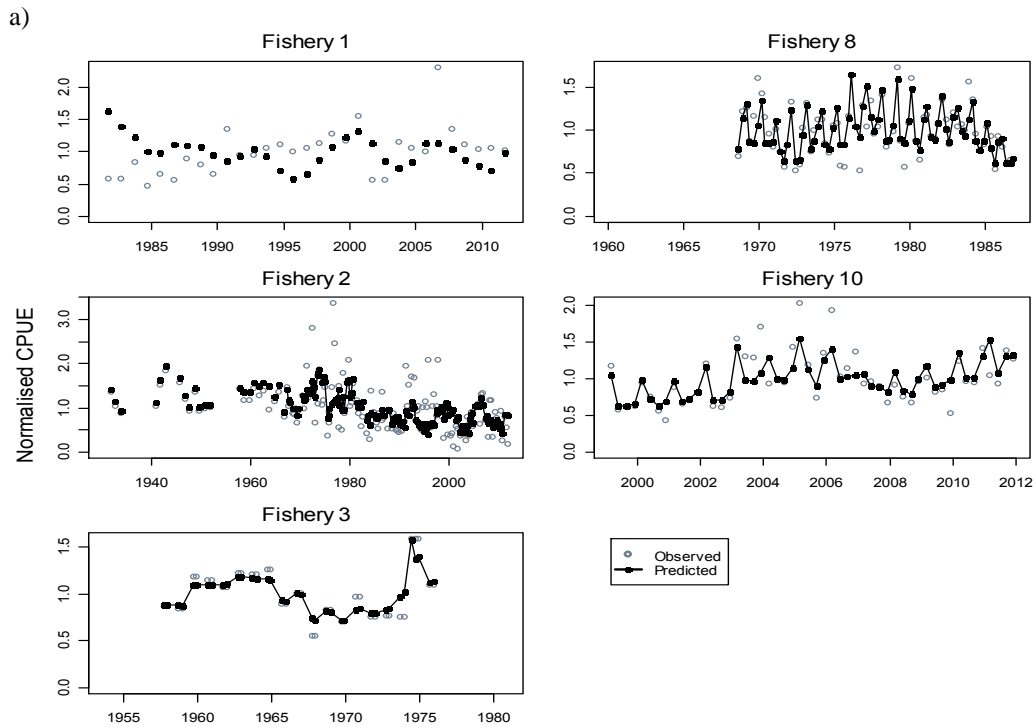 a)
Fishery 1
0.0 0.5 1.0 1.5 2.0
1985 1990 1995 2000 2005 2010
Fishery 8
0.0 0.5 1.0 1.5
1960 1965 1970 1975 1980 1985
Normalised CPUE
Fishery 2
0.0 1.0 2.0 3.0
1940 1960 1980 2000
Fishery 10
0.0 0.5 1.0 1.5 2.0
2000 2002 2004 2006 2008 2010 2012
Fishery 3
0.0 0.5 1.0 1.5
1955 1960 1965 1970 1975 1980
Observed
Predicted